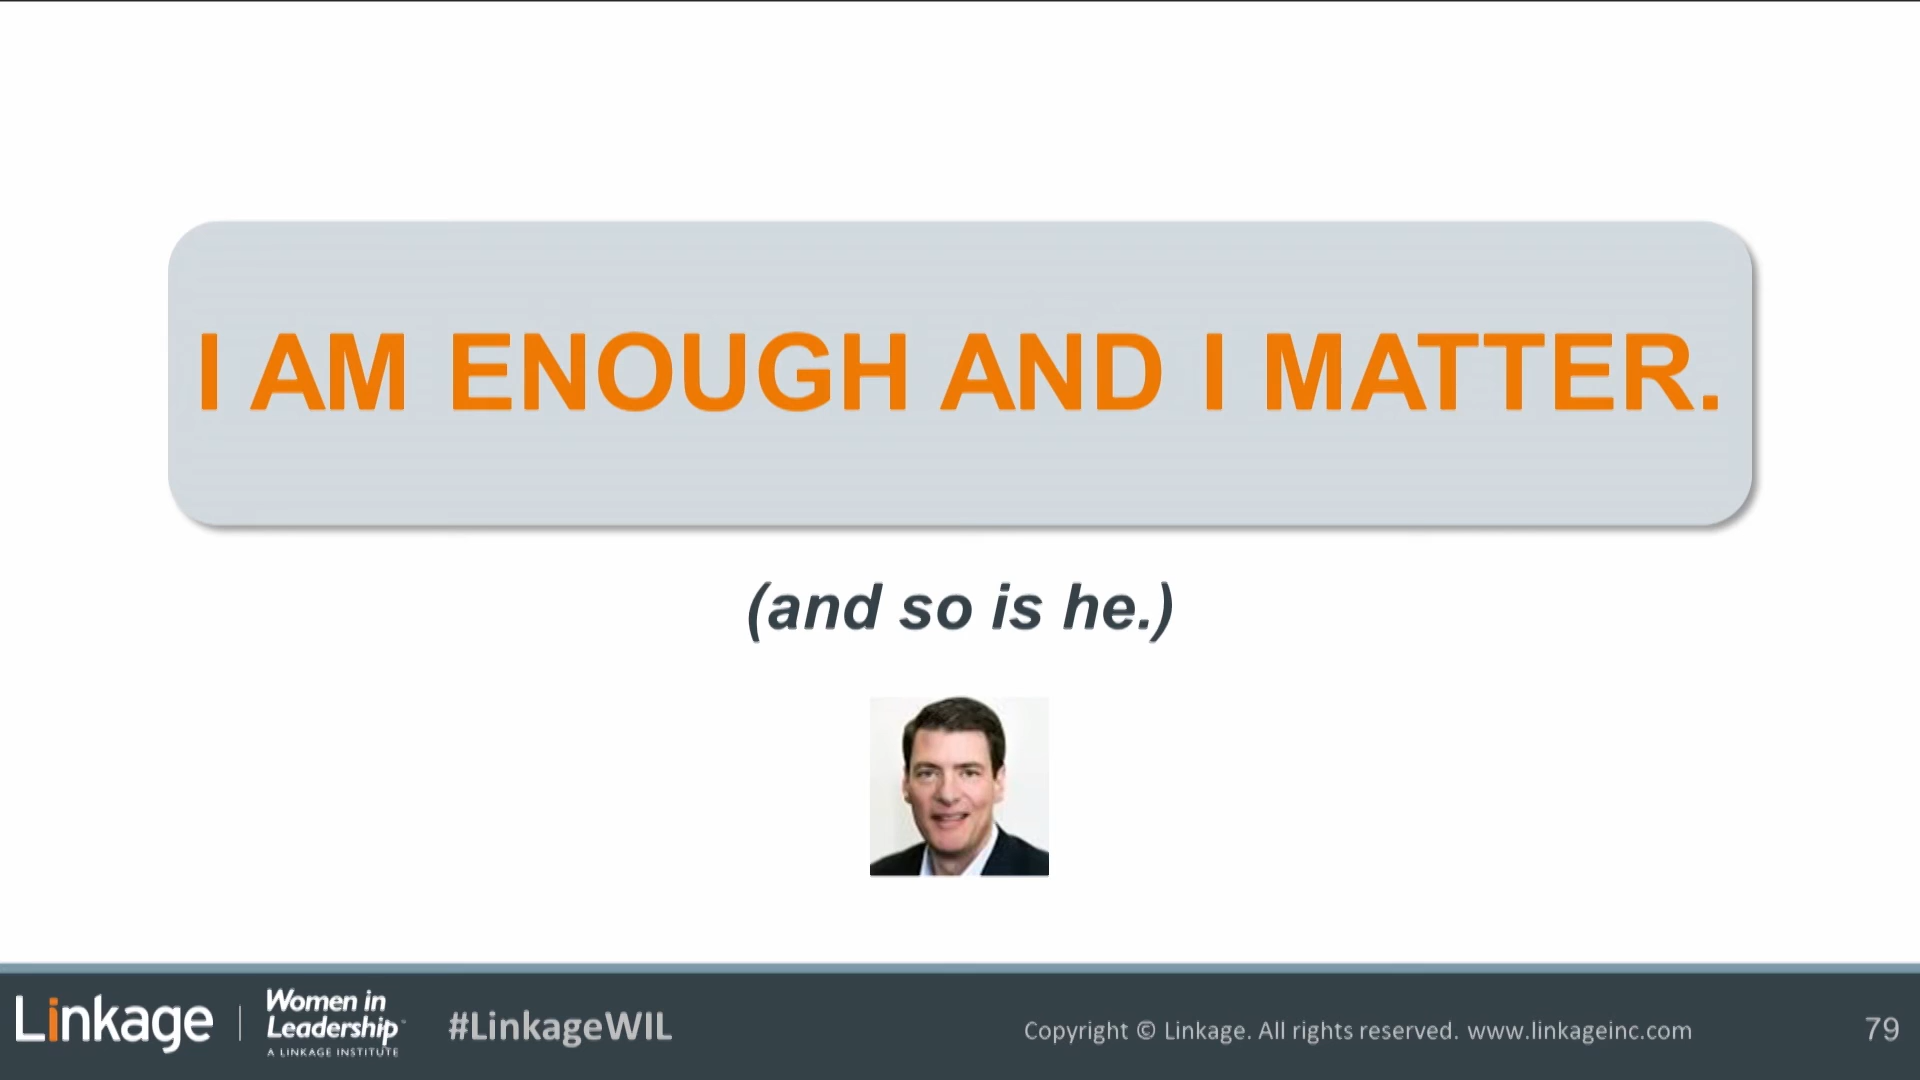 I AM ENOUGH AND I MATTER.
(and so is he.)
Linkage
Women in
Leadership™
A LINKAGE INSTITUTE
#LinkageWIL
Copyright © Linkage. All rights reserved. www.linkageinc.com
79